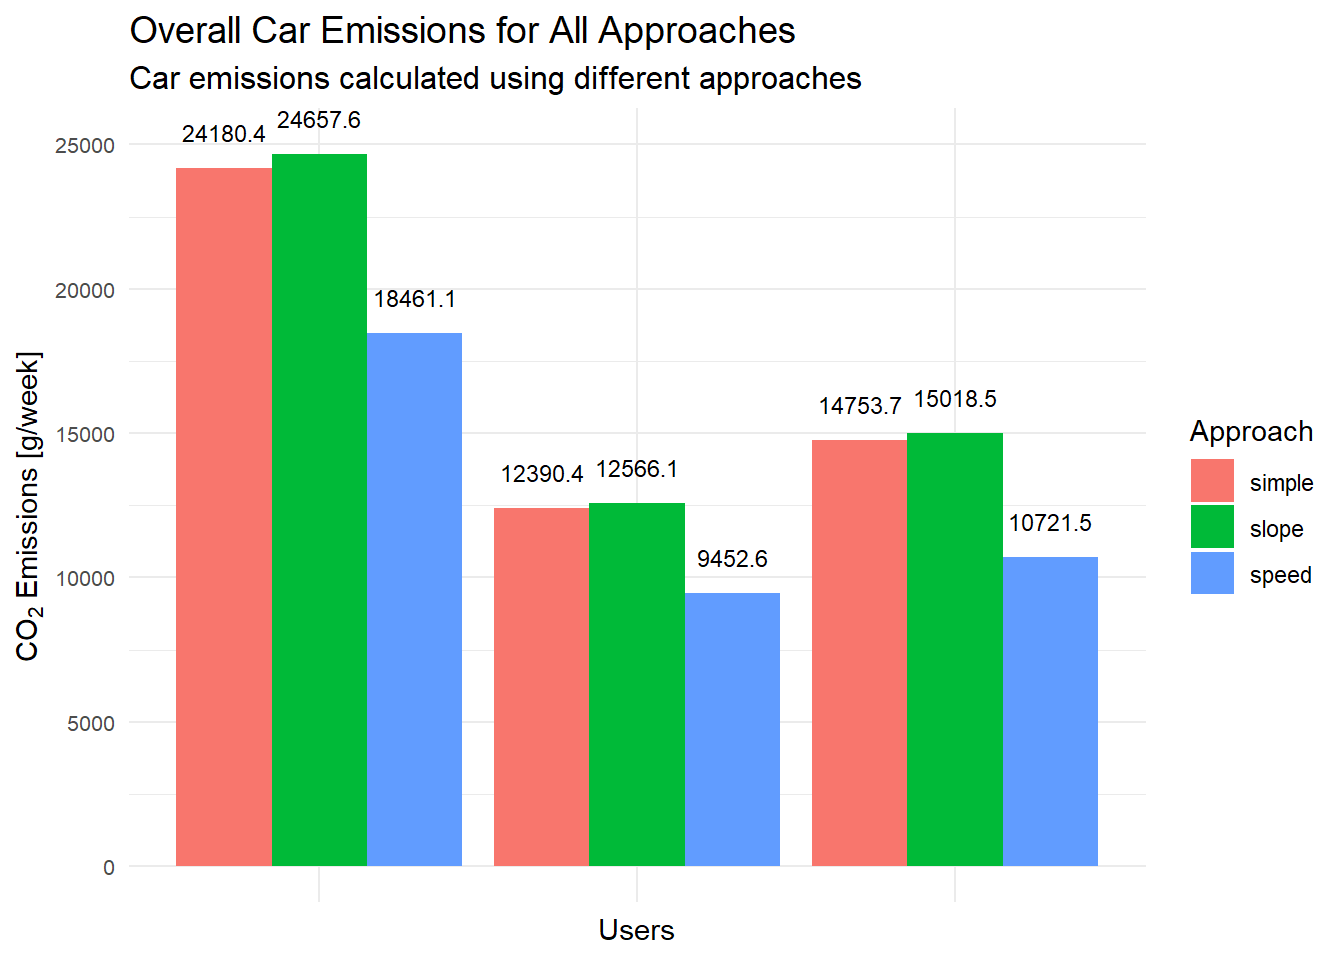 Overall Car Emissions for All Approaches
Car emissions calculated using different approaches
CO₂ Emissions [g/week]
25000
20000
15000
10000
5000
0
24180.4
24657.6
18461.1
12390.4
12566.1
9452.6
14753.7
15018.5
10721.5
Users
Approach
simple
slope
speed